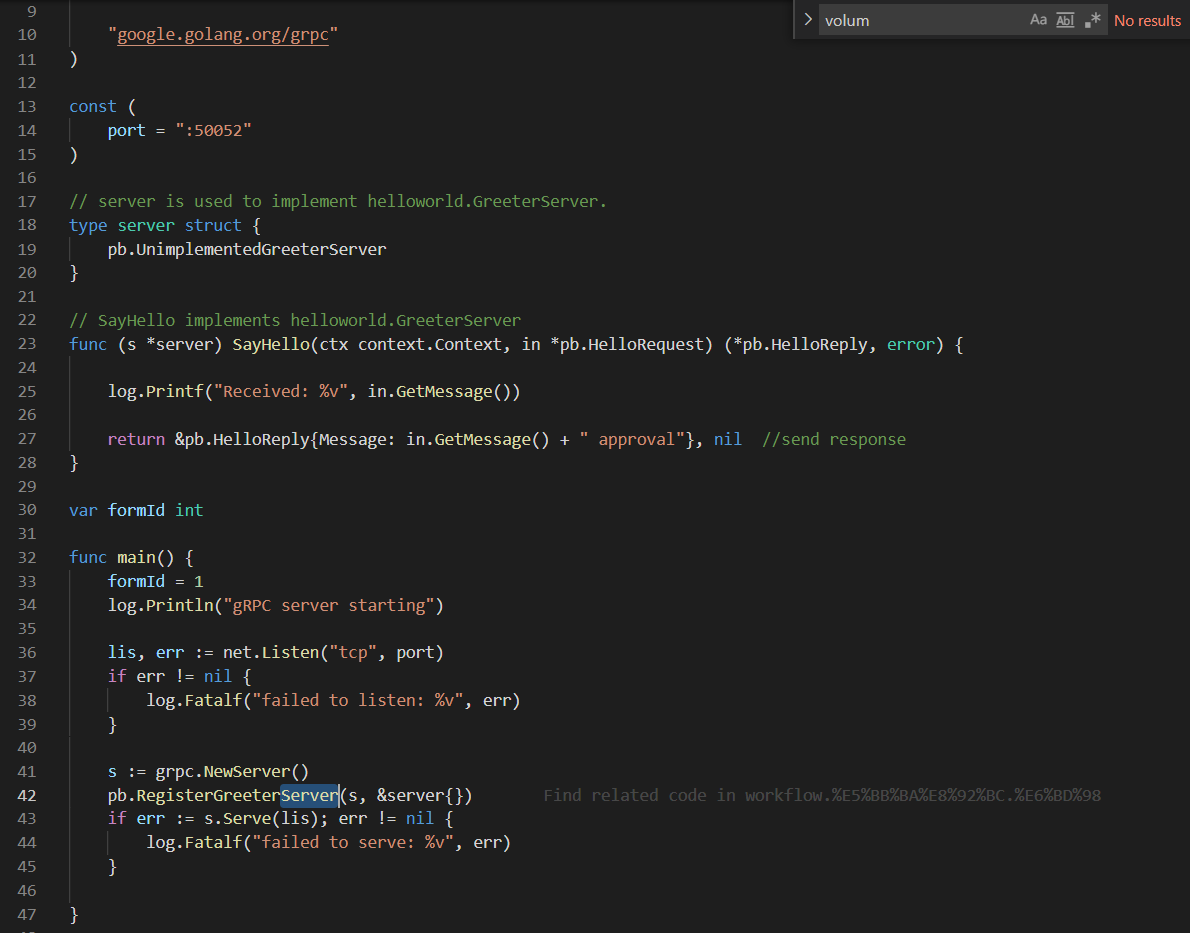 volum Aa Abl .* No results
9
10 "google.golang.org/grpc"
11 )
12
13 const (
14     port = ":50052"
15 )
16
17 // server is used to implement helloworld.GreeterServer.
18 type server struct {
19     pb.UnimplementedGreeterServer
20 }
21
22 // SayHello implements helloworld.GreeterServer
23 func (s *server) SayHello(ctx context.Context, in *pb.HelloRequest) (*pb.HelloReply, error) {
24
25     log.Printf("Received: %v", in.GetMessage())
26
27     return &pb.HelloReply{Message: in.GetMessage() + " approval"}, nil  //send response
28 }
29
30 var formId int
31
32 func main() {
33     formId = 1
34     log.Println("gRPC server starting")
35
36     lis, err := net.Listen("tcp", port)
37     if err != nil {
38         log.Fatalf("failed to listen: %v", err)
39     }
40
41     s := grpc.NewServer()
42     pb.RegisterGreeterServer(s, &server{}) Find related code in workflow.%E5%BB%BA%E8%92%BC.%E6%BD%98
43     if err := s.Serve(lis); err != nil {
44         log.Fatalf("failed to serve: %v", err)
45     }
46
47 }